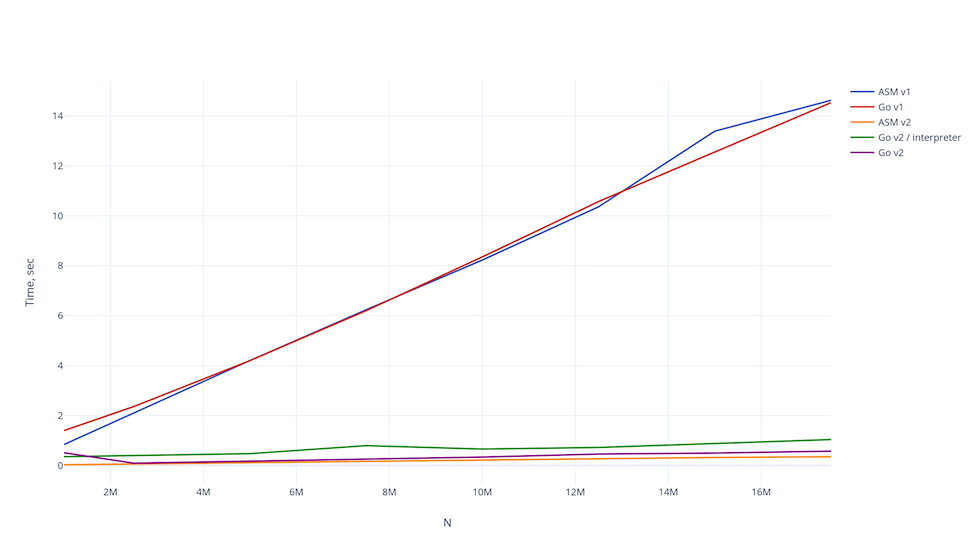 ASM v1
Go v1
ASM v2
Go v2 / interpreter
Go v2
14
12
10
8
6
4
2
0
Time, sec
2M 4M 6M 8M 10M 12M 14M 16M
N